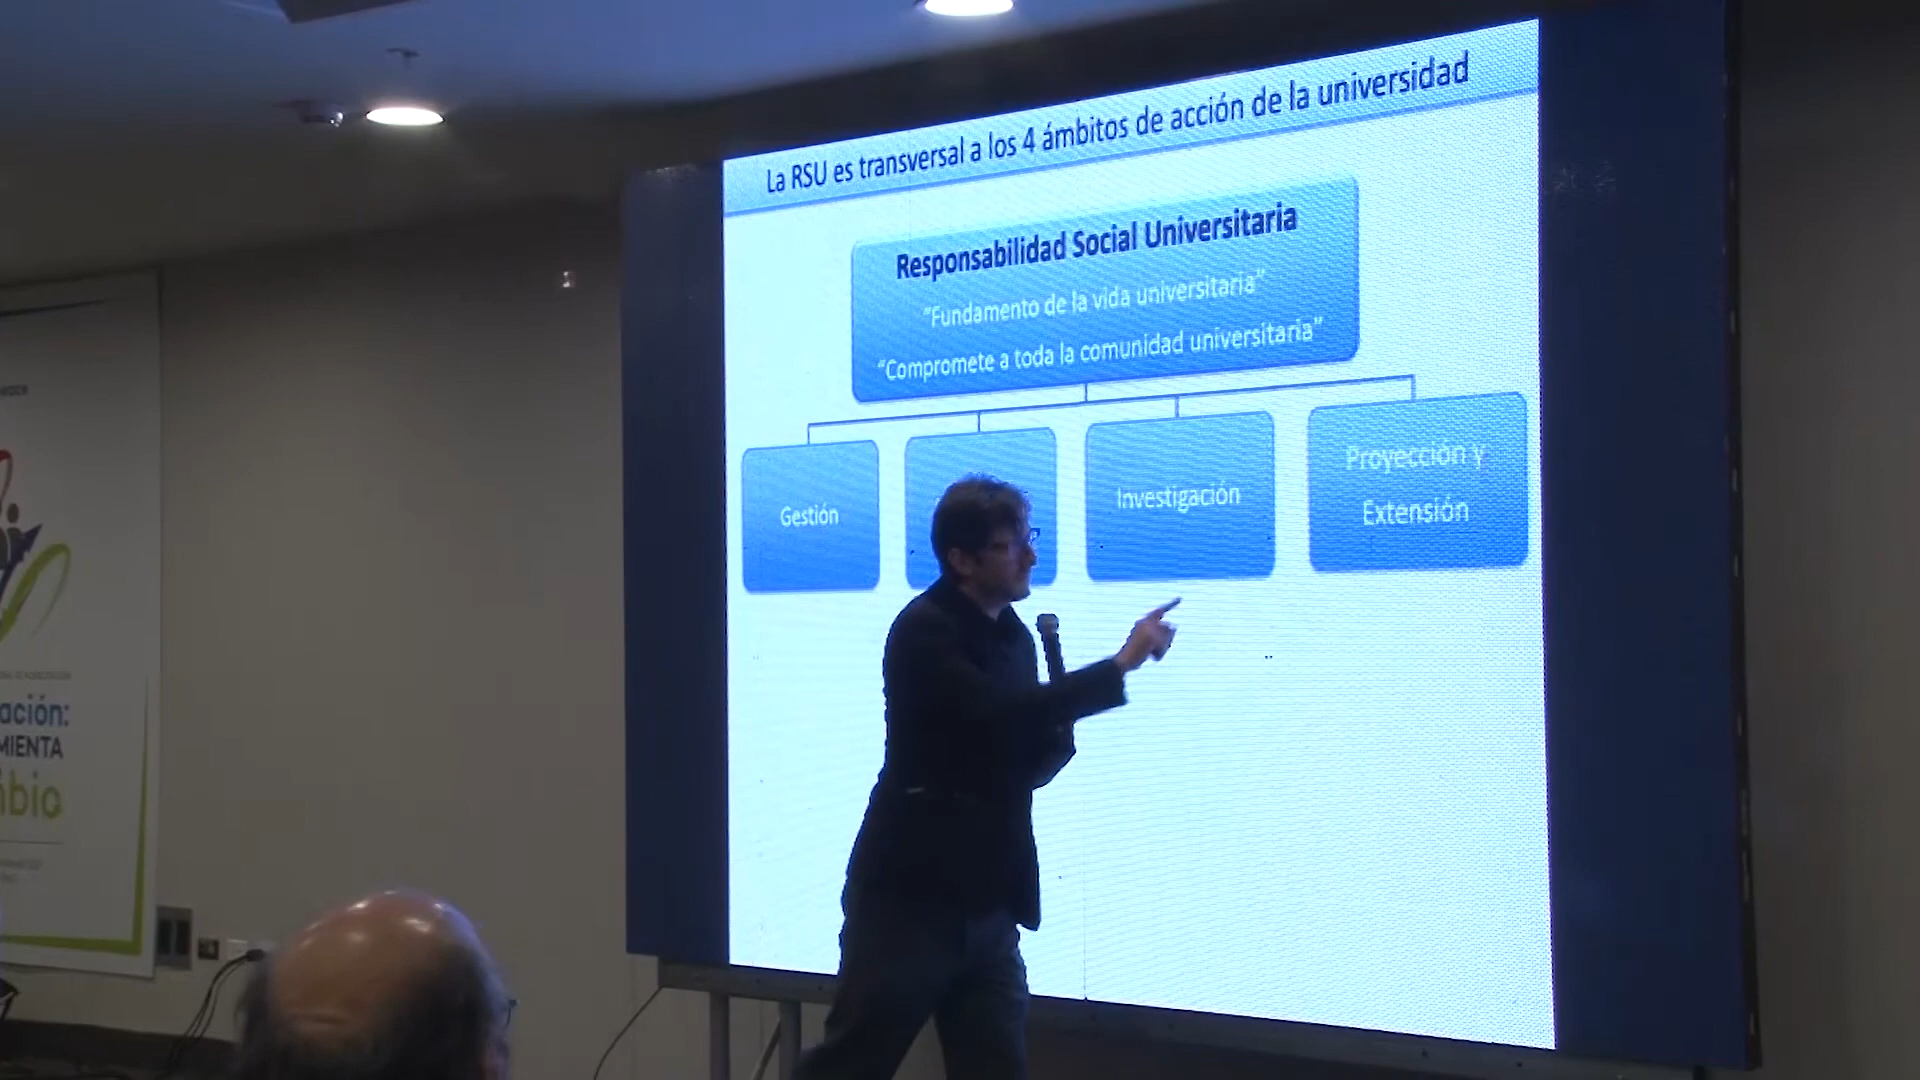 La RSU es transversal a los 4 ámbitos de acción de la universidad
Responsabilidad Social Universitaria
"Fundamento de la vida universitaria"
"Compromete a toda la comunidad universitaria"
Gestión
Investigación
Proyección y
Extensión
ación:
MIENTA
mbio